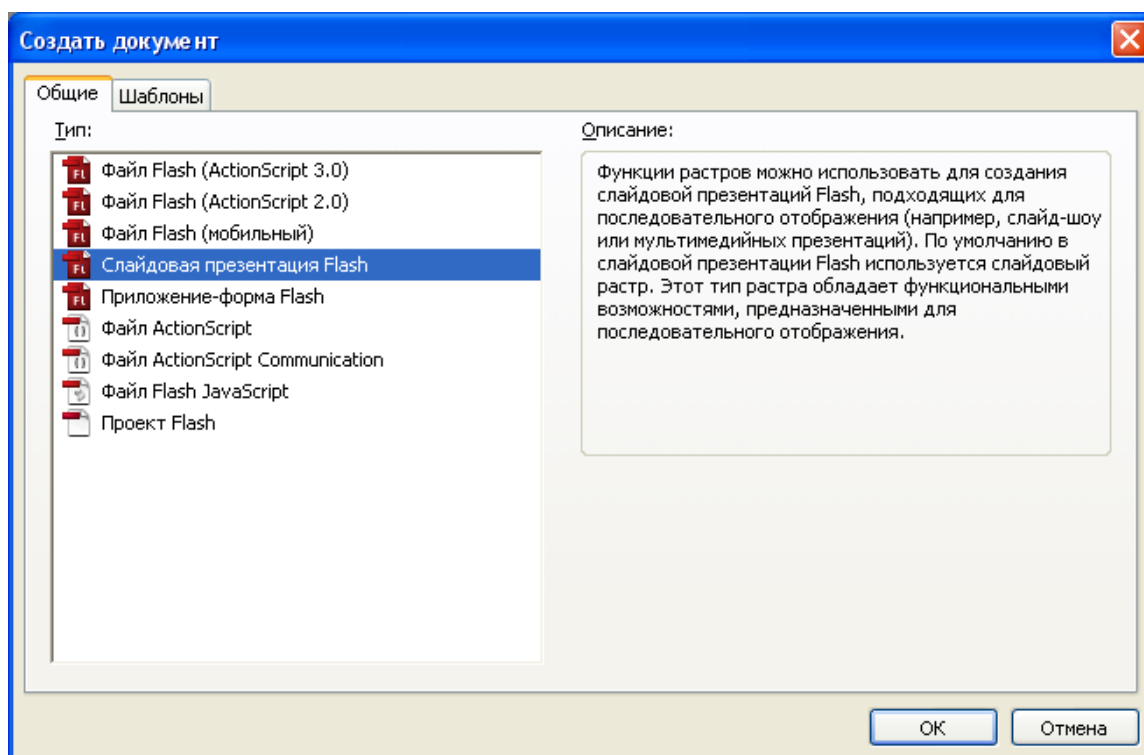 Создать документ
Общие
Шаблоны
Тип:
Файл Flash (ActionScript 3.0)
Файл Flash (ActionScript 2.0)
Файл Flash (мобильный)
Слайдовая презентация Flash
Приложение-форма Flash
Файл ActionScript
Файл ActionScript Communication
Файл Flash JavaScript
Проект Flash
Описание:
Функции растров можно использовать для создания
слайдовой презентаций Flash, подходящих для
последовательного отображения (например, слайд-шоу
или мультимедийных презентаций). По умолчанию в
слайдовой презентации Flash используется слайдовый
растр. Этот тип растра обладает функциональными
возможностями, предназначенными для
последовательного отображения.
ОК
Отмена